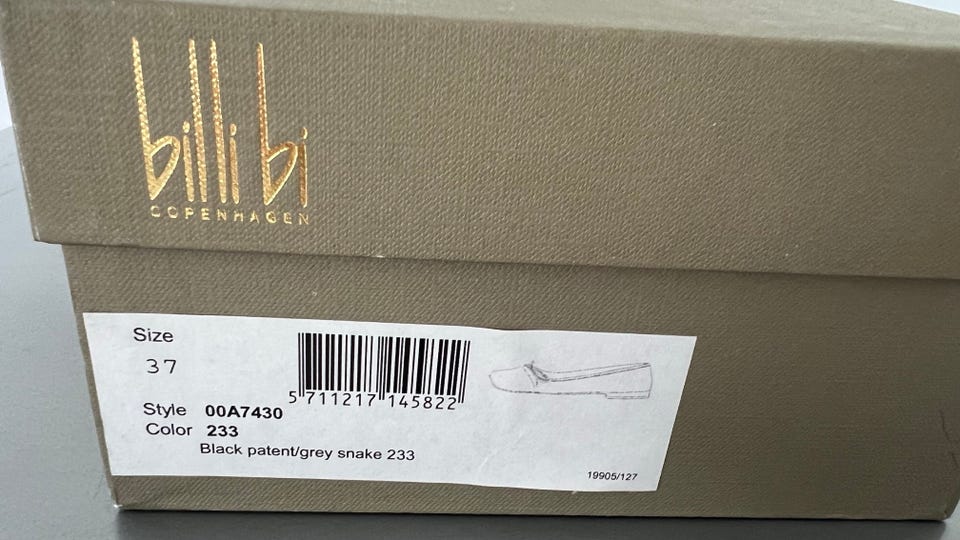 billi bi
COPENHAGEN
Size
37
5 711217 145822
Style 00A7430
Color 233
Black patent/grey snake 233
19905/127